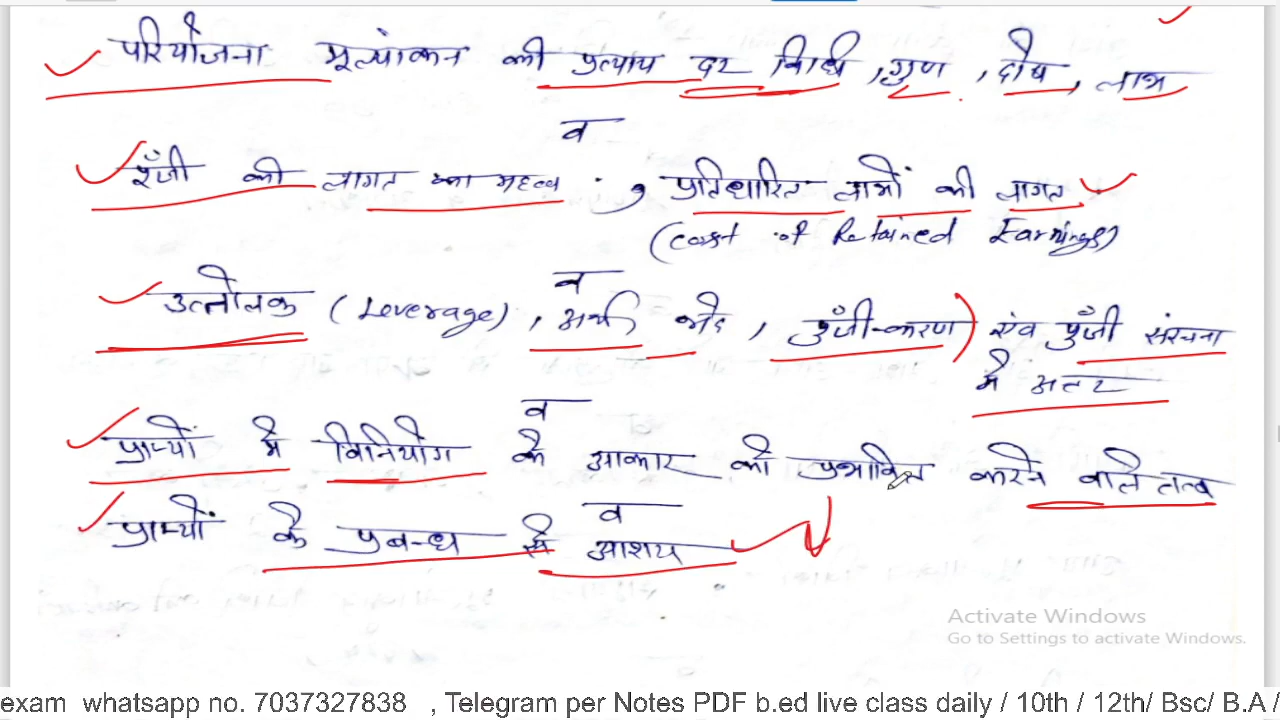 परियोजना मूल्यांकन की प्रत्याय दर विधि, गुण, दोष, लाभ
व
पूँजी की लागत का महत्व, प्रतिधारित लाभों की लागत
(cost of Retained Earnings)
व
उत्तोलक (Leverage), अर्थ भेद, पुँजी-करण) एंव पुँजी संरचना
में अन्तर
व
प्राप्यों मे विनियोग के आकार को प्रभावित करने वाले तत्व
व
प्राप्यों के प्रबन्ध से आशय
Activate Windows
Go to Settings to activate Windows.
exam whatsapp no. 7037327838 , Telegram per Notes PDF b.ed live class daily / 10th / 12th/ Bsc/ B.A /